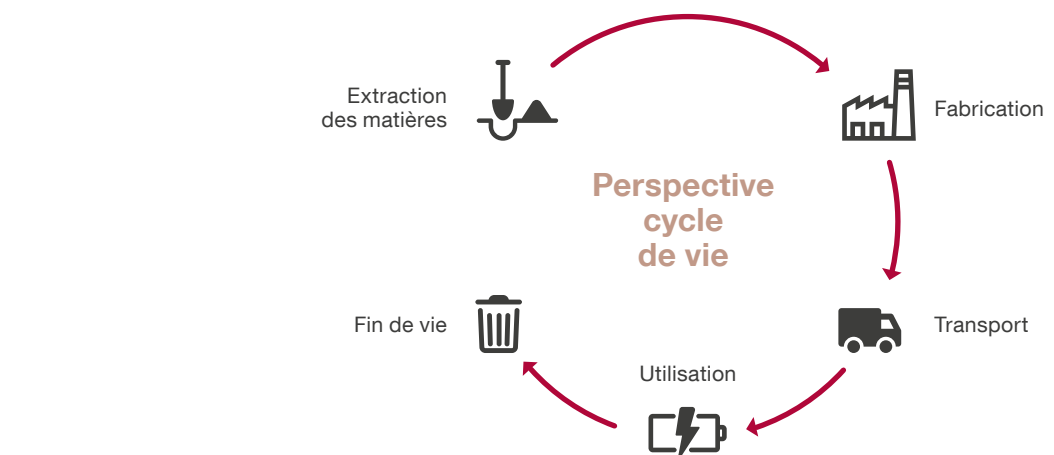 Extraction
des matières
Fabrication
Perspective
cycle
de vie
Fin de vie
Transport
Utilisation